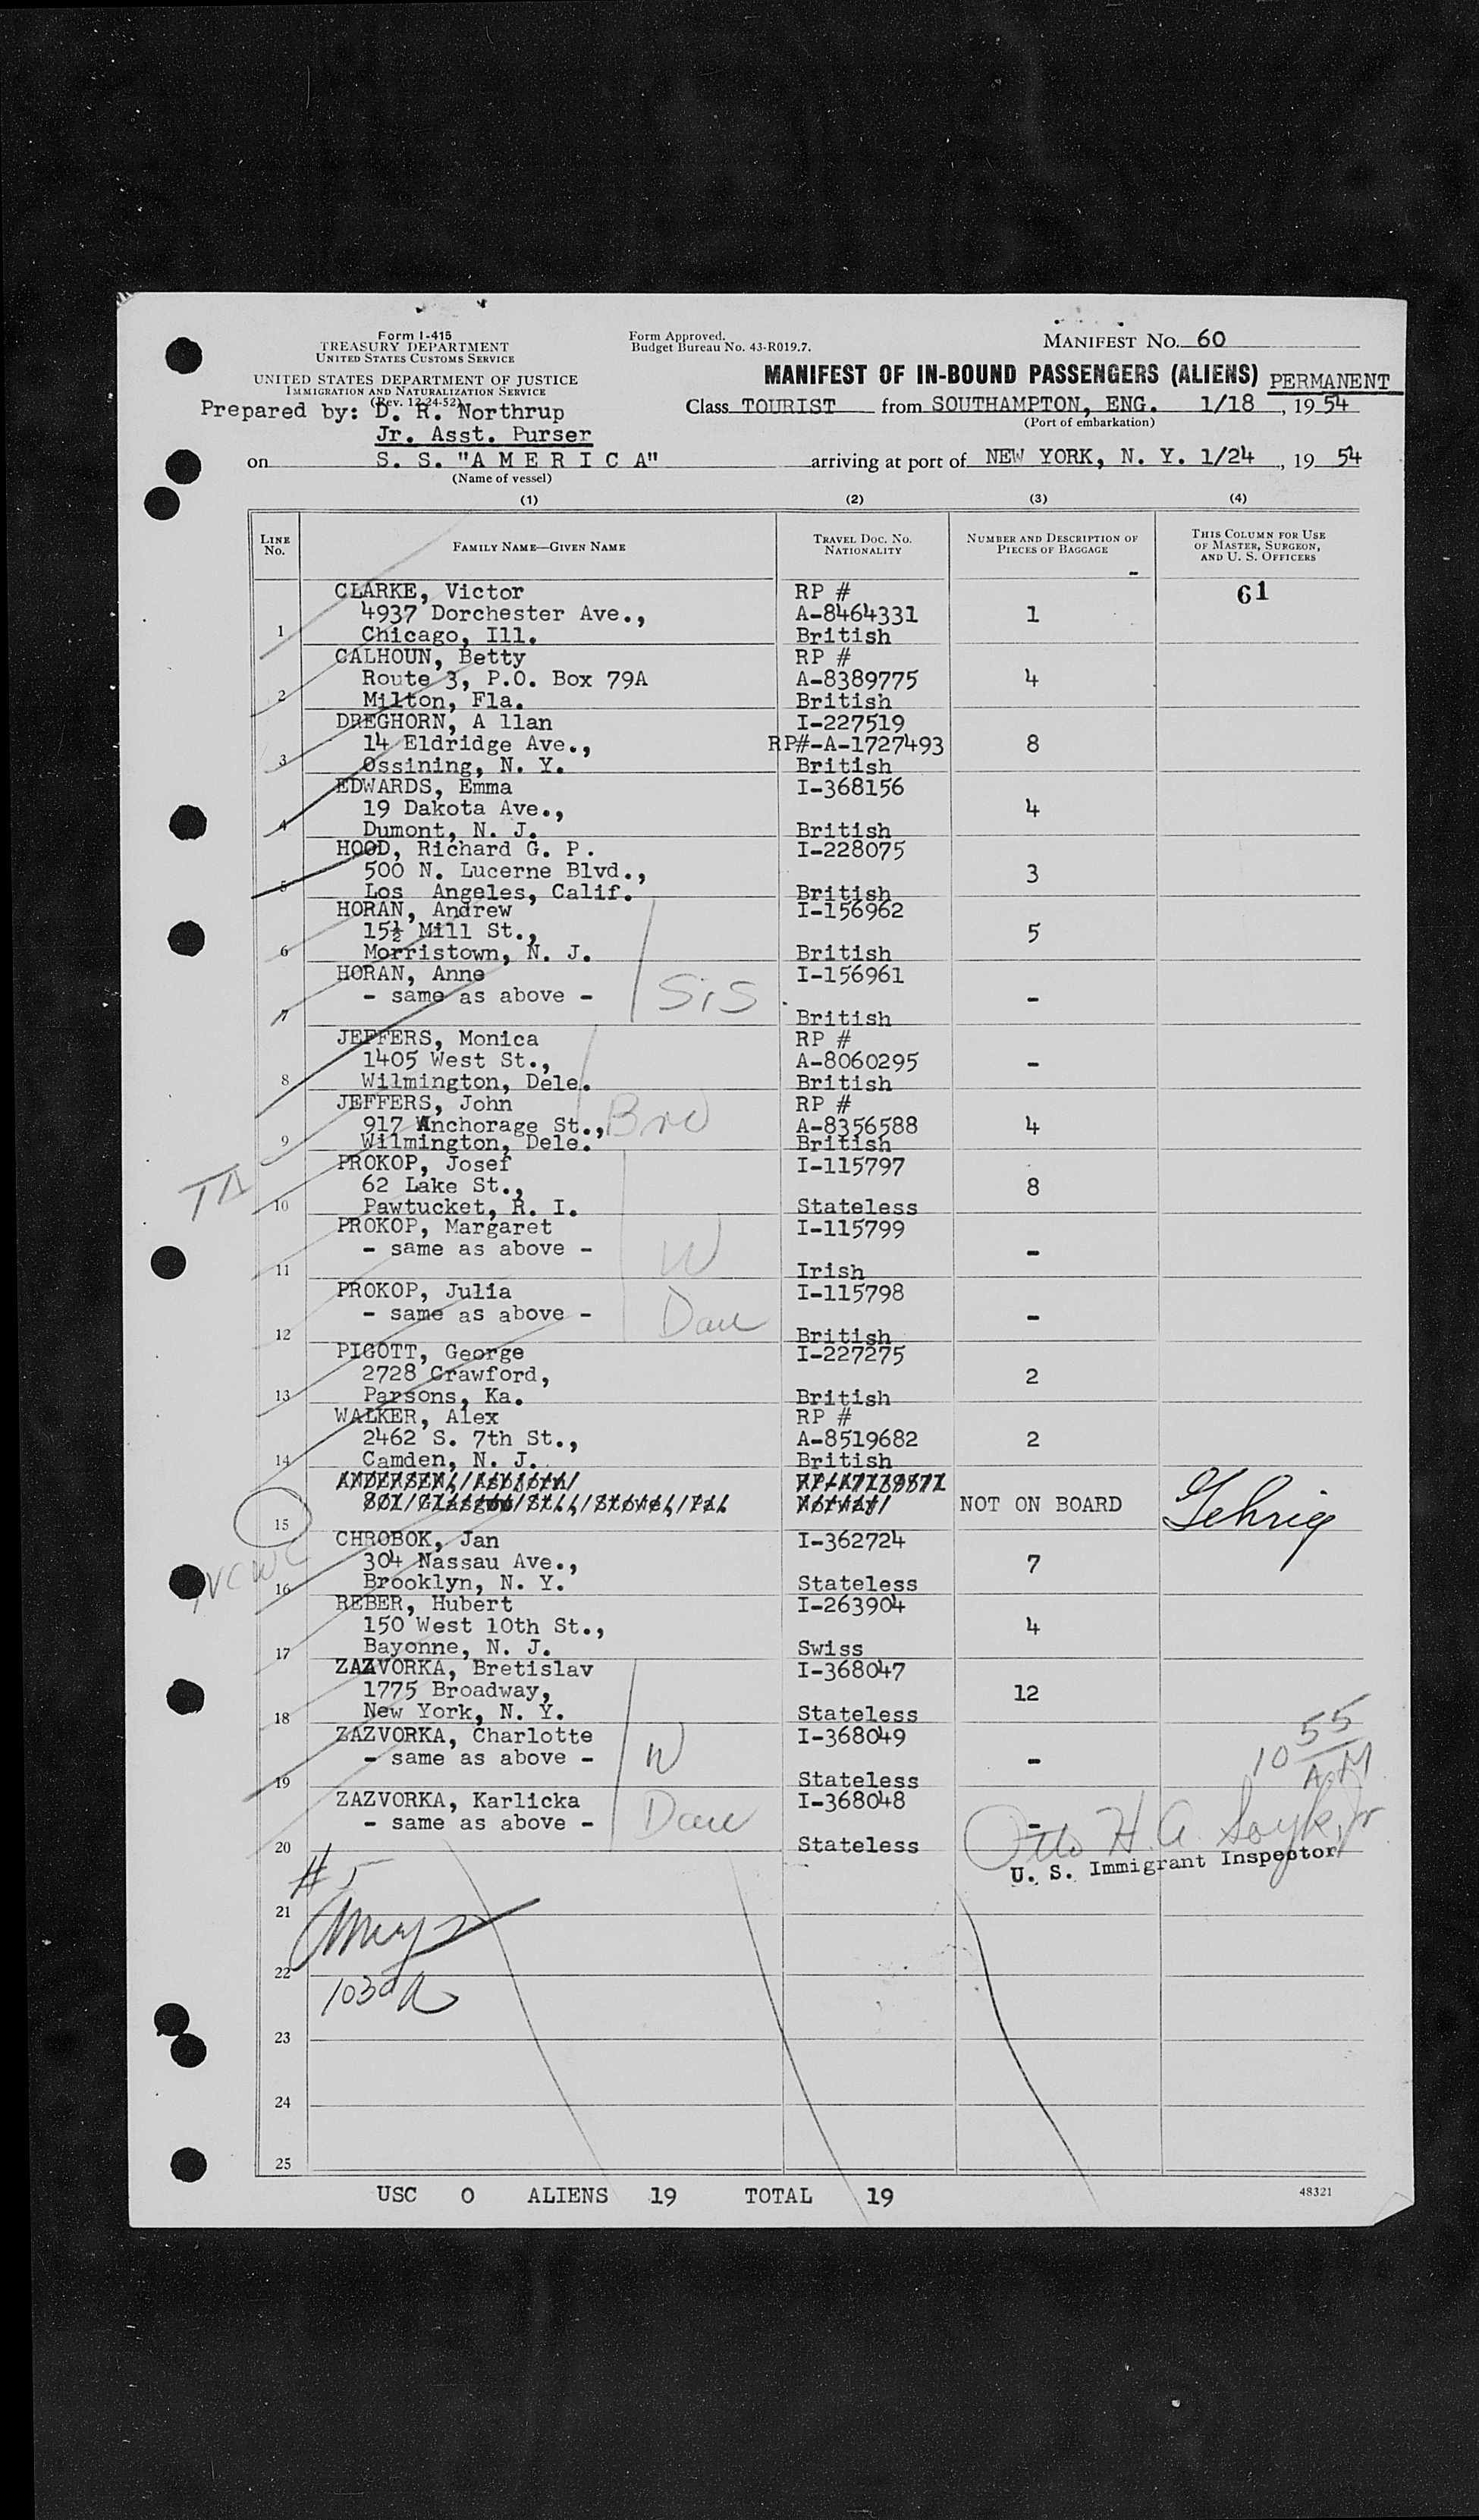 Form I-415
TREASURY DEPARTMENT
UNITED STATES CUSTOMS SERVICE
UNITED STATES DEPARTMENT OF JUSTICE
IMMIGRATION AND NATURALIZATION SERVICE
(Rev. 12-24-52)
Form Approved.
Budget Bureau No. 43-R019.7.
MANIFEST No. 60
MANIFEST OF IN-BOUND PASSENGERS (ALIENS) PERMANENT
Prepared by: D. R. Northrup
Jr. Asst. Purser
Class TOURIST from SOUTHAMPTON, ENG. 1/18, 1954
(Port of embarkation)
on S. S. "A M E R I C A" arriving at port of NEW YORK, N. Y. 1/24, 19 54
(Name of vessel)
(1) (2) (3) (4)
LINE No. FAMILY NAME—GIVEN NAME TRAVEL DOC. NO. NATIONALITY NUMBER AND DESCRIPTION OF PIECES OF BAGGAGE THIS COLUMN FOR USE OF MASTER, SURGEON, AND U. S. OFFICERS
CLARKE, Victor RP # 61
4937 Dorchester Ave., A-8464331 1
1 Chicago, Ill. British
CALHOUN, Betty RP #
Route 3, P.O. Box 79A A-8389775 4
2 Milton, Fla. British
DREGHORN, A llan I-227519
14 Eldridge Ave., RP#-A-1727493 8
3 Ossining, N. Y. British
EDWARDS, Emma I-368156
19 Dakota Ave., 4
4 Dumont, N. J. British
HOOD, Richard G. P. I-228075
500 N. Lucerne Blvd., 3
5 Los Angeles, Calif. British
HORAN, Andrew I-156962
15½ Mill St., 5
6 Morristown, N. J. British
HORAN, Anne I-156961
- same as above - Sis -
7 British
JEFFERS, Monica RP #
1405 West St., A-8060295 -
8 Wilmington, Dele. British
JEFFERS, John RP #
917 Anchorage St., Bro A-8356588 4
9 Wilmington, Dele. British
PROKOP, Josef I-115797
62 Lake St., 8
10 Pawtucket, R. I. Stateless
PROKOP, Margaret I-115799
- same as above - W -
11 Irish
PROKOP, Julia I-115798
- same as above - Dau -
12 British
PIGOTT, George I-227275
2728 Crawford, 2
13 Parsons, Ka. British
WALKER, Alex RP #
2462 S. 7th St., A-8519682 2
14 Camden, N. J. British
ANDERSEN,
NOT ON BOARD Gehrig
15
CHROBOK, Jan I-362724
304 Nassau Ave., 7
16 Brooklyn, N. Y. Stateless
REBER, Hubert I-263904
150 West 10th St., 4
17 Bayonne, N. J. Swiss
ZAZVORKA, Bretislav I-368047
1775 Broadway, 12
18 New York, N. Y. Stateless
ZAZVORKA, Charlotte I-368049
- same as above - W -
19 Stateless
10 55 AM
ZAZVORKA, Karlicka I-368048
- same as above - Dau -
20 Stateless
Otto H. A.
U. S. Immigrant Inspector
# 5
21
22
23
24
25
USC 0 ALIENS 19 TOTAL 19
48321